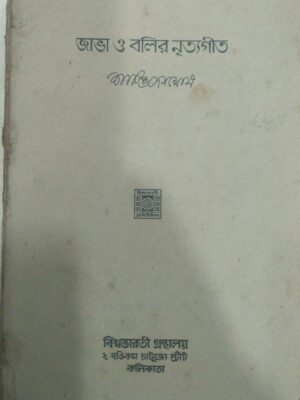 জাভা ও বলির নৃত্যগীত
শান্তিদেব ঘোষ
বিশ্বভারতী গ্রন্থালয়
২ বঙ্কিম চাটুজ্যে স্ট্রীট
কলিকাতা